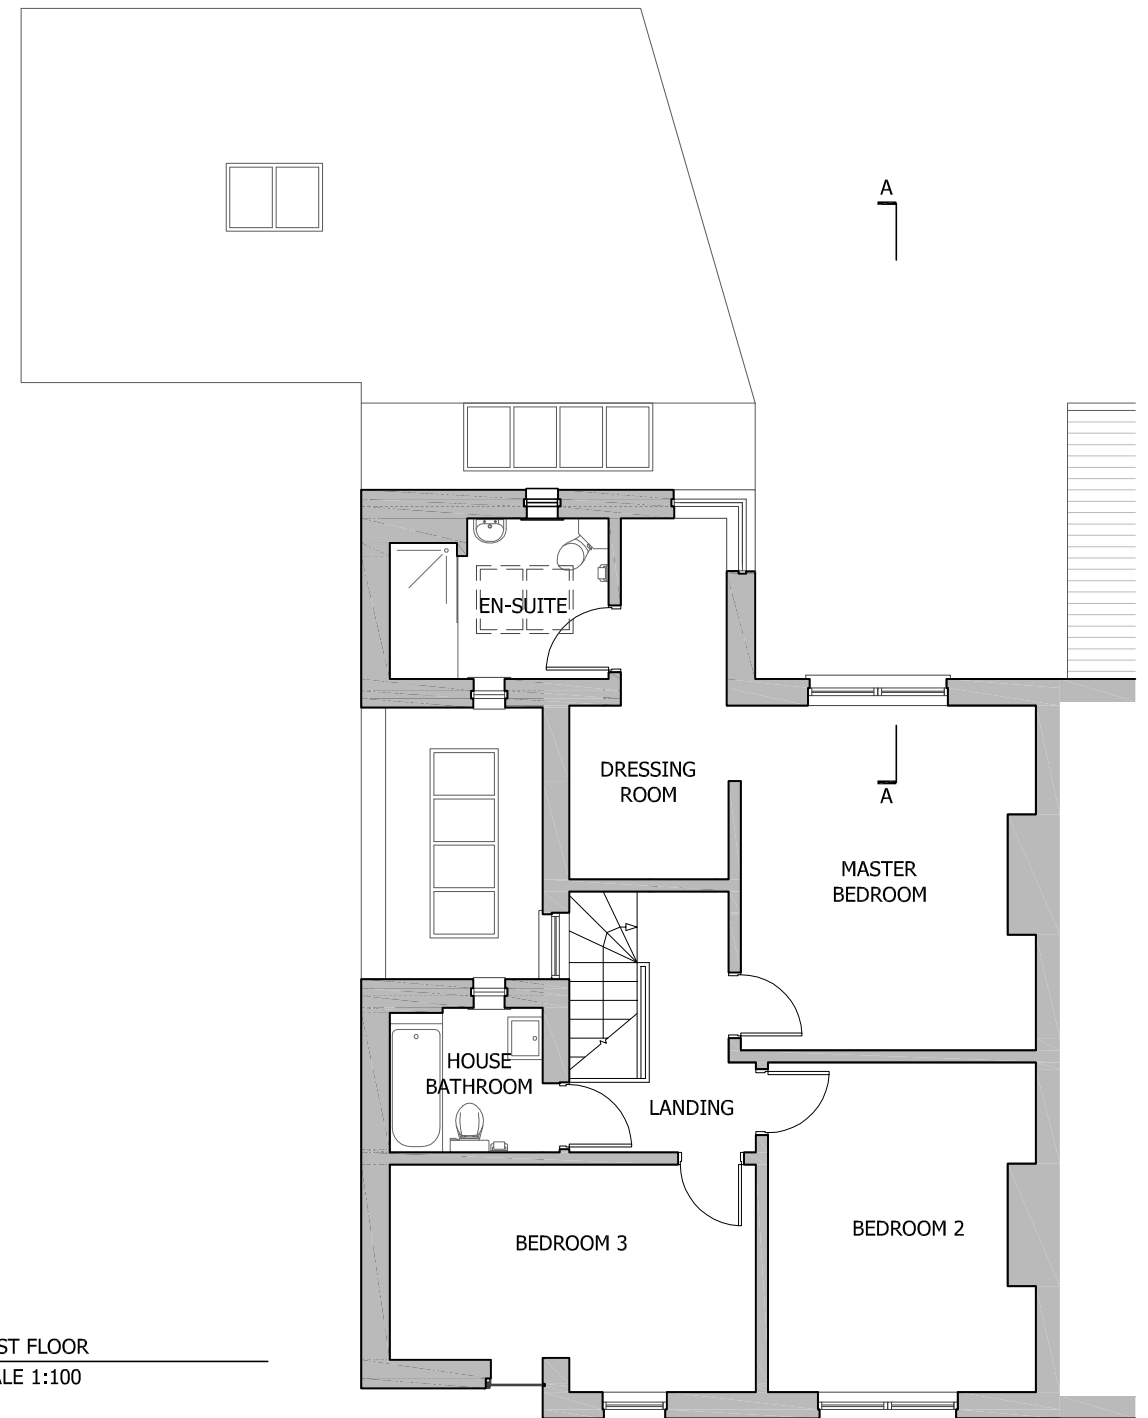 A
EN-SUITE
DRESSING
ROOM
A
MASTER
BEDROOM
HOUSE
BATHROOM
LANDING
BEDROOM 2
BEDROOM 3
ST FLOOR
ALE 1:100